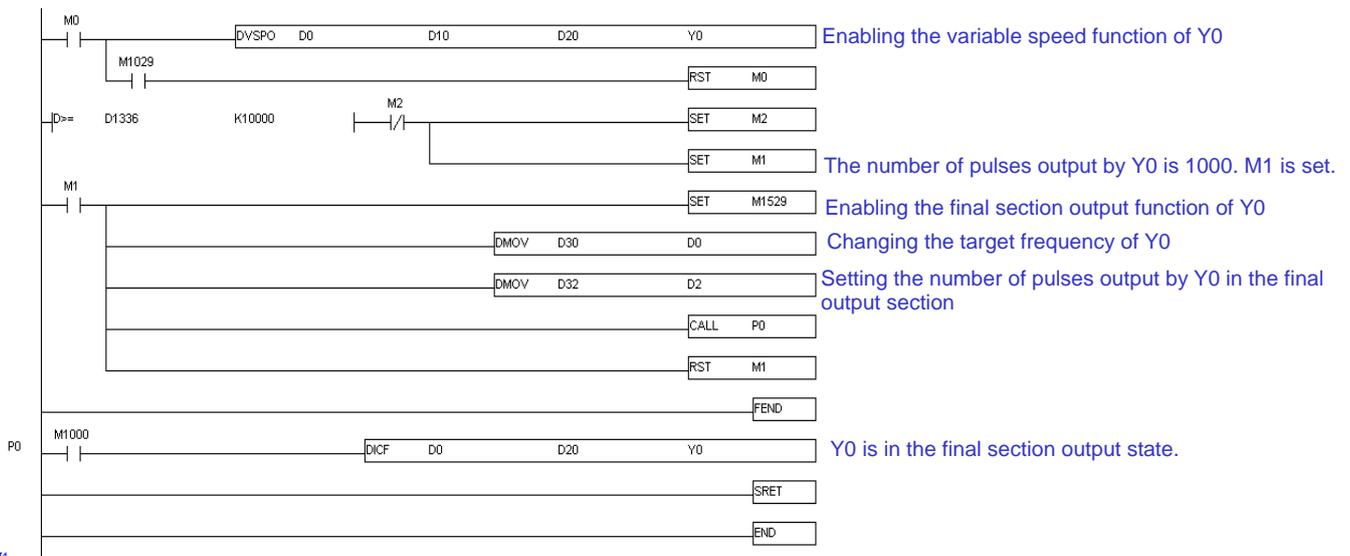 M0
DVSPO D0 D10 D20 Y0 Enabling the variable speed function of Y0
M1029
RST M0
M2
D>= D1336 K10000 SET M2
SET M1 The number of pulses output by Y0 is 1000. M1 is set.
M1
SET M1529 Enabling the final section output function of Y0
DMOV D30 D0 Changing the target frequency of Y0
DMOV D32 D2 Setting the number of pulses output by Y0 in the final
output section
CALL P0
RST M1
FEND
M1000
P0 DICF D0 D20 Y0 Y0 is in the final section output state.
SRET
END